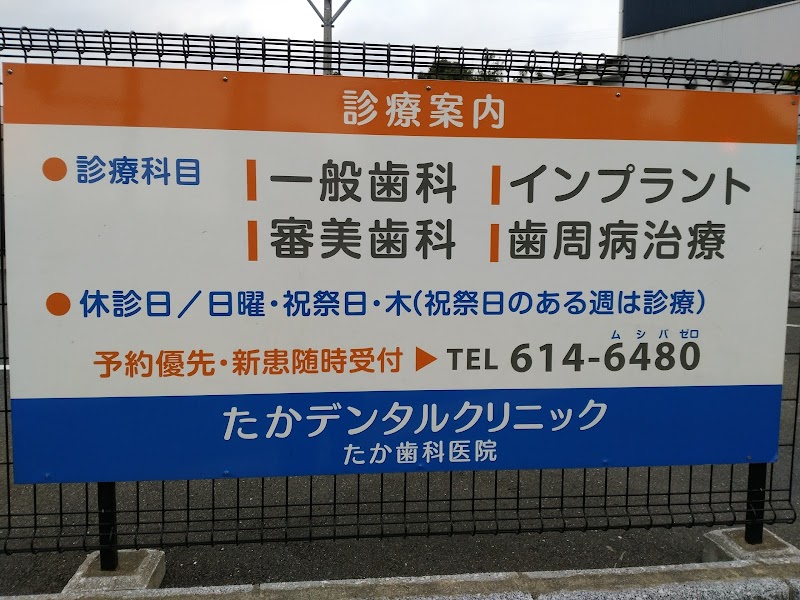 診療案内
●診療科目 一般歯科 インプラント
審美歯科 歯周病治療
●休診日／日曜・祝祭日・木(祝祭日のある週は診療)
ムシバゼロ
予約優先・新患随時受付▶TEL 614-6480
たかデンタルクリニック
たか歯科医院